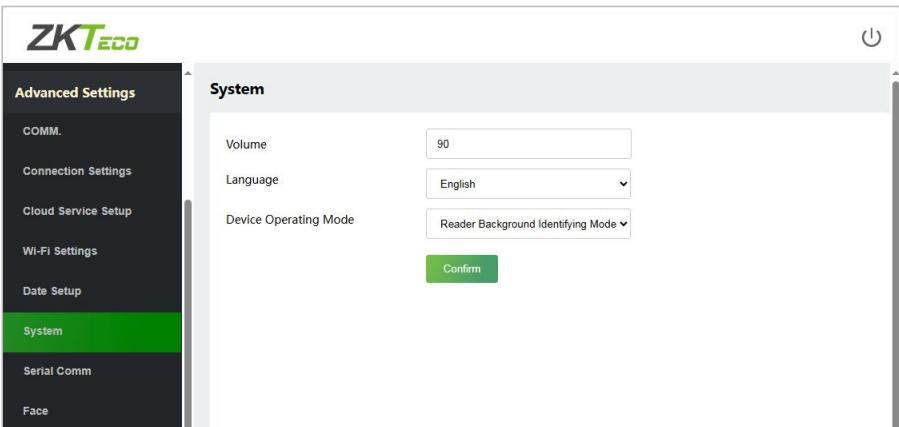 ZKTECO
Advanced Settings
COMM.
Connection Settings
Cloud Service Setup
Wi-Fi Settings
Date Setup
System
Serial Comm
Face
System
Volume
90
Language
English
Device Operating Mode
Reader Background Identifying Mode
Confirm